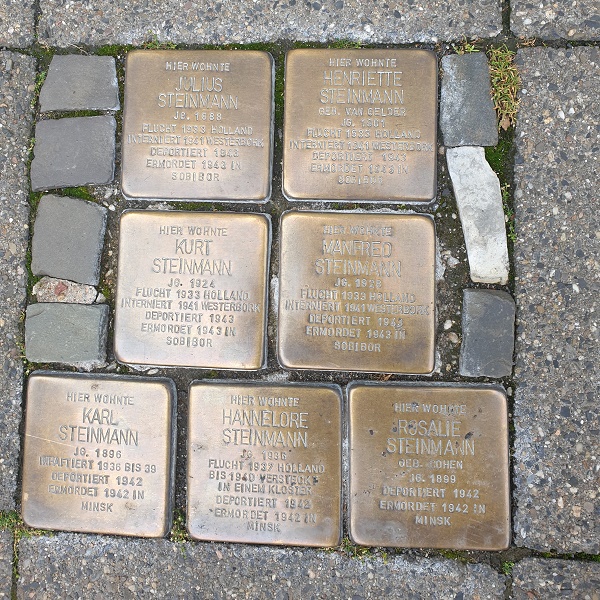 HIER WOHNTE
JULIUS
STEINMANN
JG. 1888
FLUCHT 1933 HOLLAND
INTERNIERT 1941 WESTERBORK
DEPORTIERT 1943
ERMORDET 1943 IN
SOBIBOR
HIER WOHNTE
HENRIETTE
STEINMANN
GEB. VAN GELDER
JG.
FLUCHT 1933 HOLLAND
INTERNIERT 1941 WESTERBORK
DEPORTIERT 1943
ERMORDET 1943 IN
SOBIBOR
HIER WOHNTE
KURT
STEINMANN
JG. 1924
FLUCHT 1933 HOLLAND
INTERNIERT 1941 WESTERBORK
DEPORTIERT 1943
ERMORDET 1943 IN
SOBIBOR
HIER WOHNTE
MANFRED
STEINMANN
JG.
FLUCHT 1933 HOLLAND
INTERNIERT 1941 WESTERBORK
DEPORTIERT 1943
ERMORDET 1943 IN
SOBIBOR
HIER WOHNTE
KARL
STEINMANN
JG. 1896
INHAFTIERT 1936 BIS 39
DEPORTIERT 1942
ERMORDET 1942 IN
MINSK
HIER WOHNTE
HANNELORE
STEINMANN
JG.
FLUCHT 1937 HOLLAND
BIS 1940 VERSTECKT
IN EINEM KLOSTER
DEPORTIERT 1942
ERMORDET 1942 IN
MINSK
HIER WOHNTE
ROSALIE
STEINMANN
GEB. COHEN
JG. 1899
DEPORTIERT 1942
ERMORDET 1942 IN
MINSK